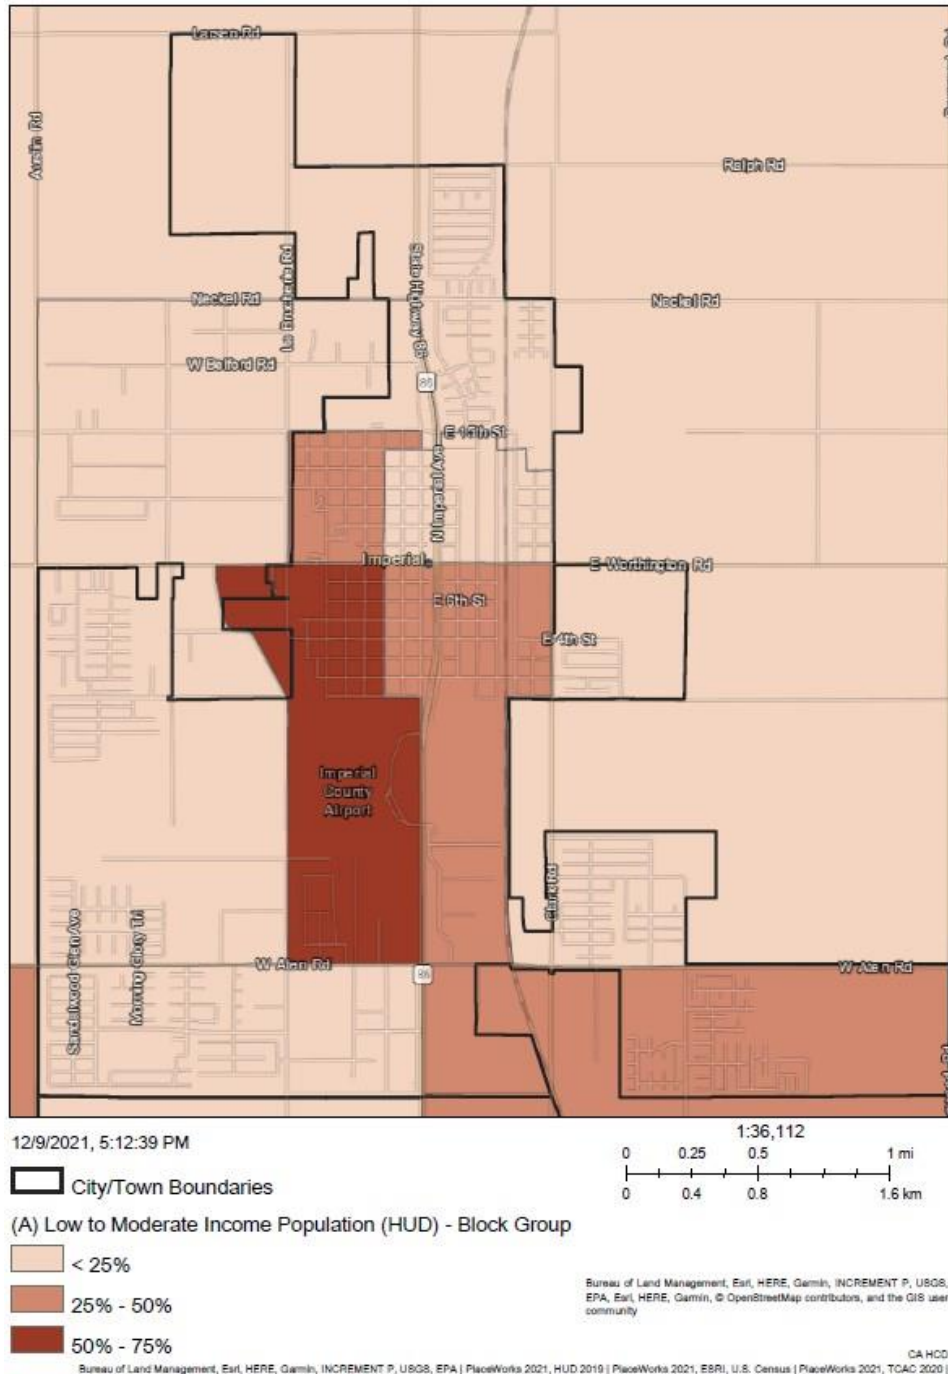 Larsen Rd
Austin Rd
Ralph Rd
State Highway 86
La Brucherie Rd
Neckel Rd
Neckel Rd
W Belford Rd
86
E 15th St
N Imperial Ave
Imperial
E Worthington Rd
E 6th St
E 4th St
Imperial
County
Airport
Clark Rd
Sandalwood Glen Ave
Morning Glory Trl
W Aten Rd
86
W Aten Rd
12/9/2021, 5:12:39 PM
1:36,112
0 0.25 0.5 1 mi
0 0.4 0.8 1.6 km
City/Town Boundaries
(A) Low to Moderate Income Population (HUD) - Block Group
< 25%
25% - 50%
50% - 75%
Bureau of Land Management, Esri, HERE, Garmin, INCREMENT P, USGS,
EPA, Esri, HERE, Garmin, © OpenStreetMap contributors, and the GIS user
community
CA HCD
Bureau of Land Management, Esri, HERE, Garmin, INCREMENT P, USGS, EPA | PlaceWorks 2021, HUD 2019 | PlaceWorks 2021, ESRI, U.S. Census | PlaceWorks 2021, TCAC 2020 |